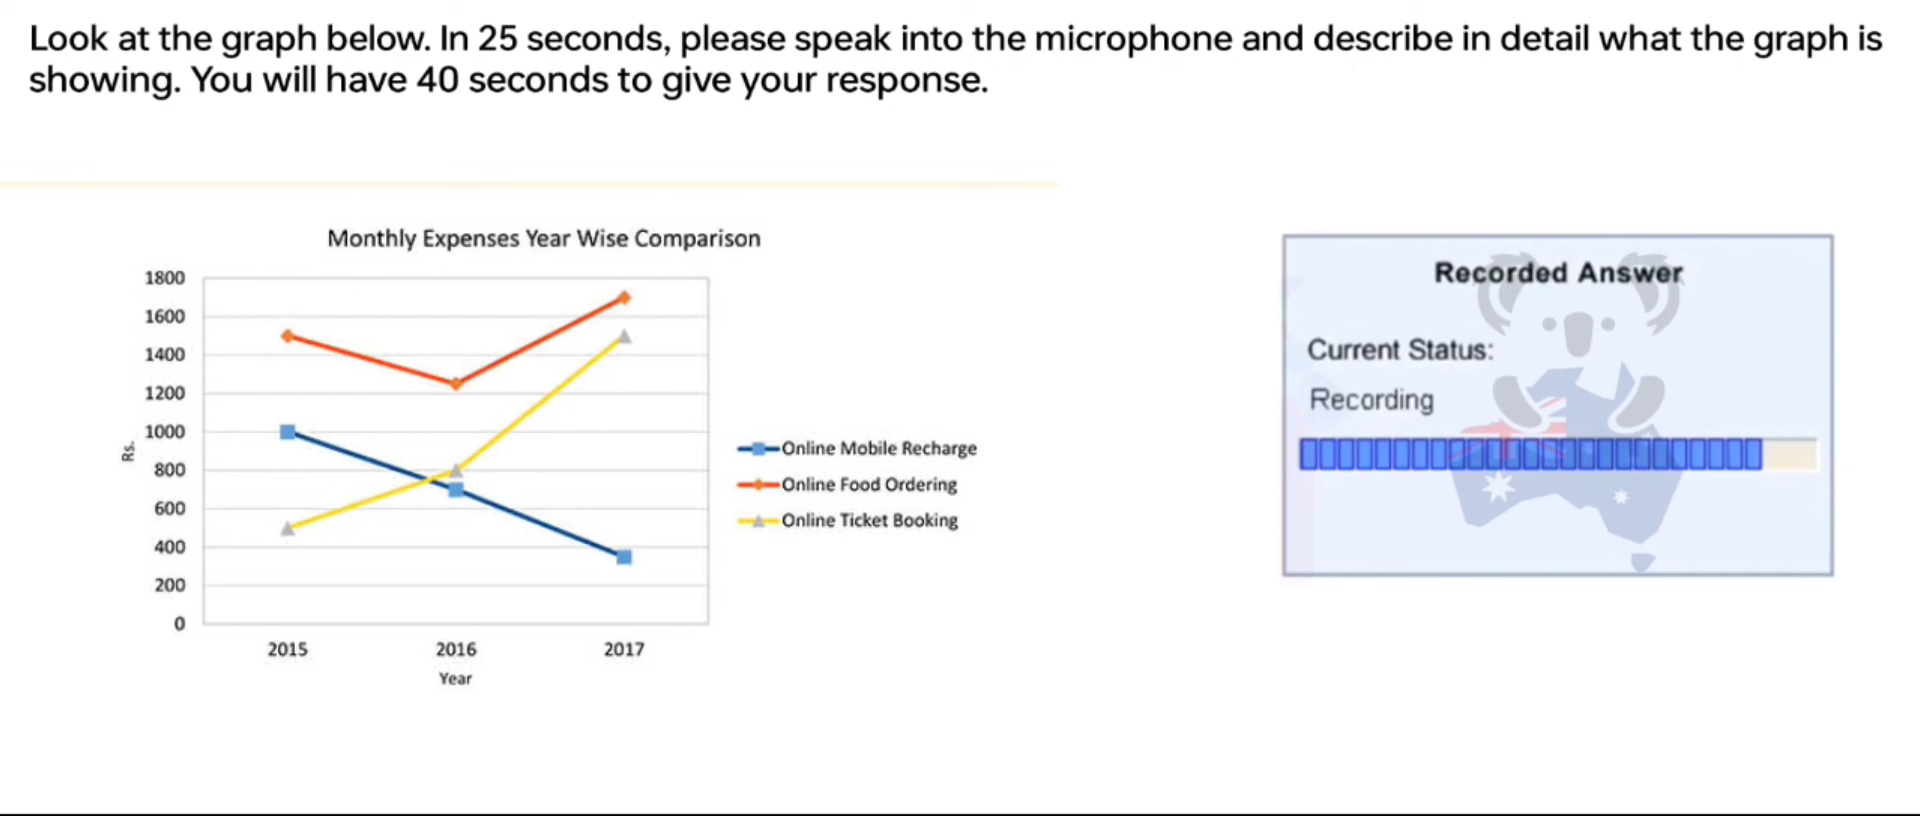 Look at the graph below. In 25 seconds, please speak into the microphone and describe in detail what the graph is
showing. You will have 40 seconds to give your response.
Monthly Expenses Year Wise Comparison
1800
1600
1400
1200
1000
800
600
400
200
0
Rs.
2015 2016 2017
Year
Online Mobile Recharge
Online Food Ordering
Online Ticket Booking
Recorded Answer
Current Status:
Recording